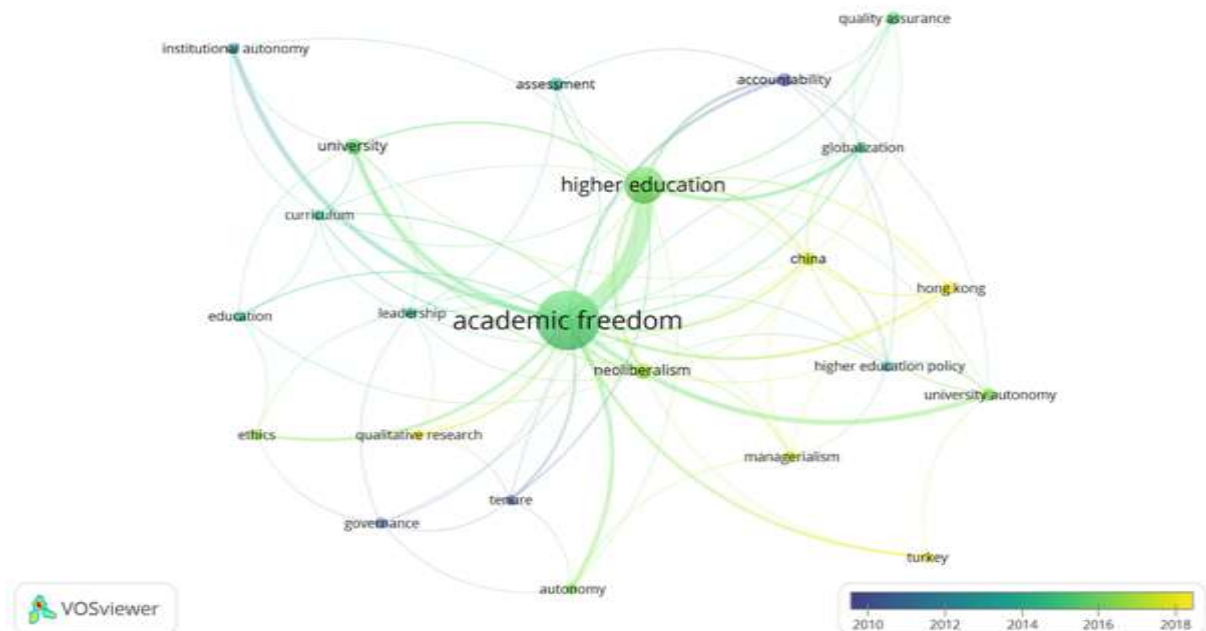 quality assurance
institutional autonomy
assessment
accountability
university
globalization
higher education
curriculum
china
hong kong
education
leadership
academic freedom
neoliberalism
higher education policy
university autonomy
ethics
qualitative research
managerialism
tenure
governance
turkey
autonomy
VOSviewer
2010 2012 2014 2016 2018